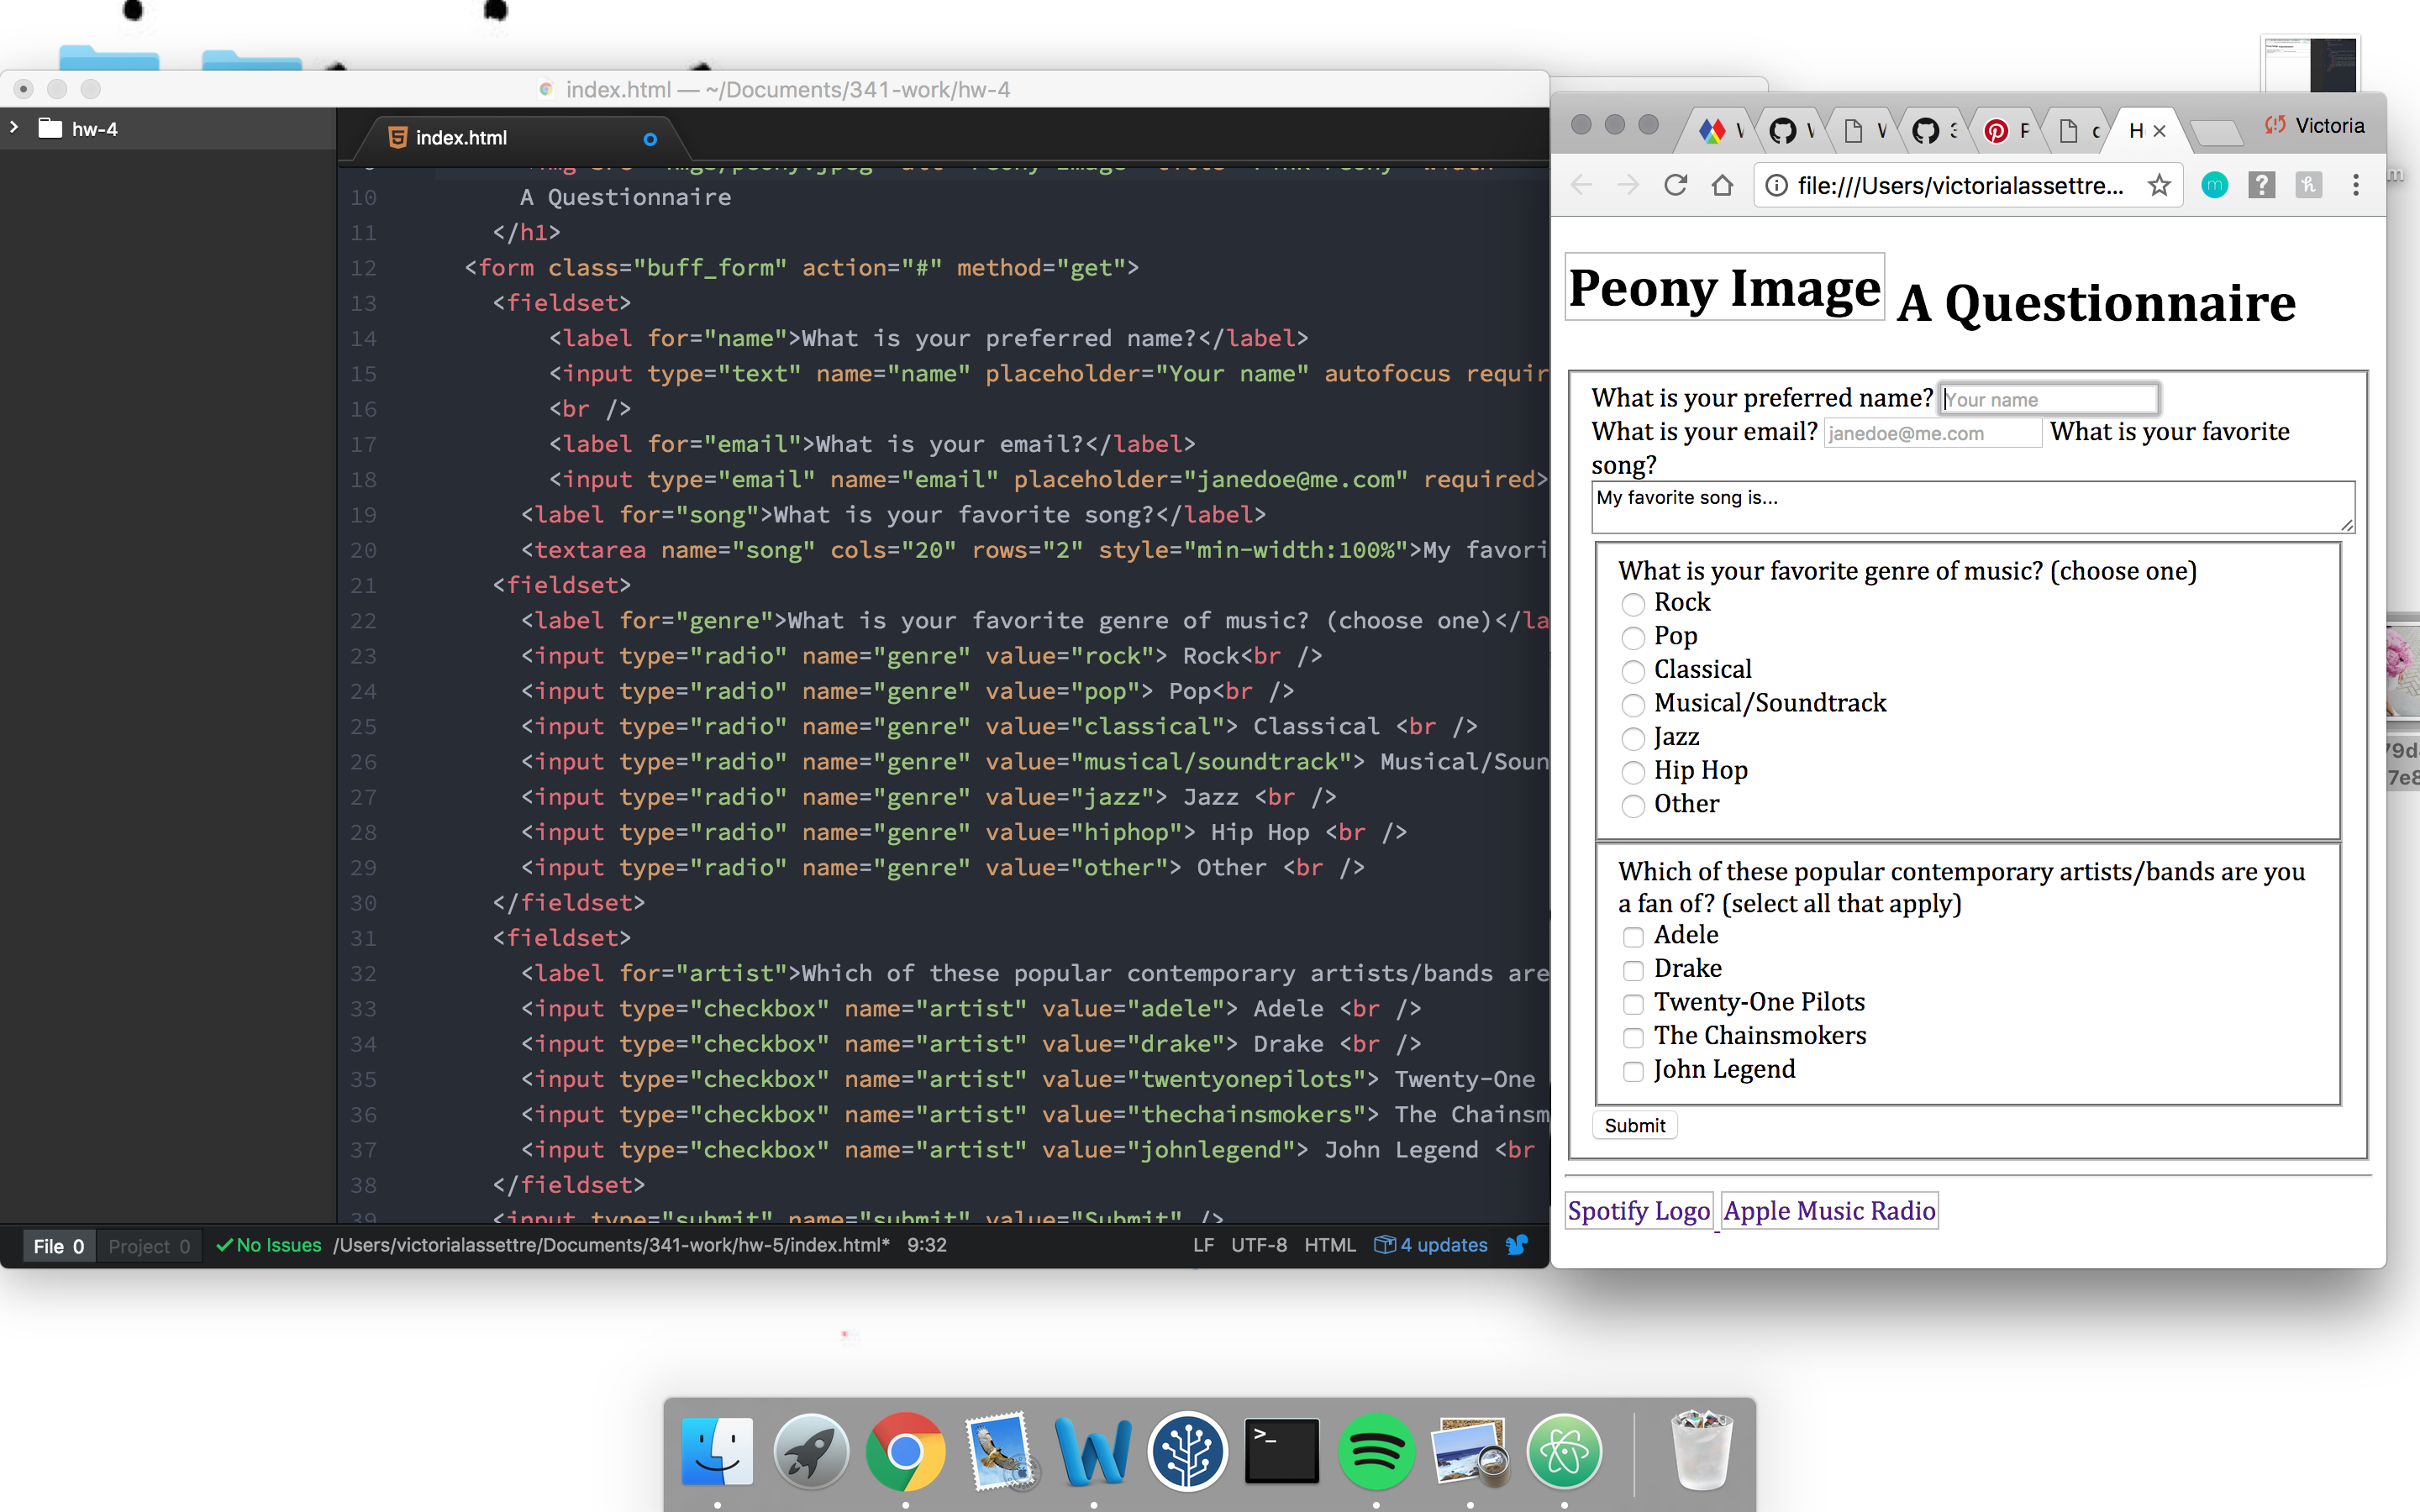 index.html — ~/Documents/341-work/hw-4
hw-4
index.html
10 A Questionnaire
11 </h1>
12 <form class="buff_form" action="#" method="get">
13 <fieldset>
14 <label for="name">What is your preferred name?</label>
15 <input type="text" name="name" placeholder="Your name" autofocus requir
16 <br />
17 <label for="email">What is your email?</label>
18 <input type="email" name="email" placeholder="janedoe@me.com" required>
19 <label for="song">What is your favorite song?</label>
20 <textarea name="song" cols="20" rows="2" style="min-width:100%">My favori
21 <fieldset>
22 <label for="genre">What is your favorite genre of music? (choose one)</la
23 <input type="radio" name="genre" value="rock"> Rock<br />
24 <input type="radio" name="genre" value="pop"> Pop<br />
25 <input type="radio" name="genre" value="classical"> Classical <br />
26 <input type="radio" name="genre" value="musical/soundtrack"> Musical/Soun
27 <input type="radio" name="genre" value="jazz"> Jazz <br />
28 <input type="radio" name="genre" value="hiphop"> Hip Hop <br />
29 <input type="radio" name="genre" value="other"> Other <br />
30 </fieldset>
31 <fieldset>
32 <label for="artist">Which of these popular contemporary artists/bands are
33 <input type="checkbox" name="artist" value="adele"> Adele <br />
34 <input type="checkbox" name="artist" value="drake"> Drake <br />
35 <input type="checkbox" name="artist" value="twentyonepilots"> Twenty-One
36 <input type="checkbox" name="artist" value="thechainsmokers"> The Chainsm
37 <input type="checkbox" name="artist" value="johnlegend"> John Legend <br
38 </fieldset>
39 <input type="submit" name="submit" value="Submit" />
File 0 Project 0 No Issues /Users/victorialassettre/Documents/341-work/hw-5/index.html* 9:32 LF UTF-8 HTML 4 updates
H Victoria
file:///Users/victorialassettre...
Peony Image A Questionnaire
What is your preferred name? Your name
What is your email? janedoe@me.com What is your favorite
song?
My favorite song is...
What is your favorite genre of music? (choose one)
Rock
Pop
Classical
Musical/Soundtrack
Jazz
Hip Hop
Other
Which of these popular contemporary artists/bands are you
a fan of? (select all that apply)
Adele
Drake
Twenty-One Pilots
The Chainsmokers
John Legend
Submit
Spotify Logo Apple Music Radio